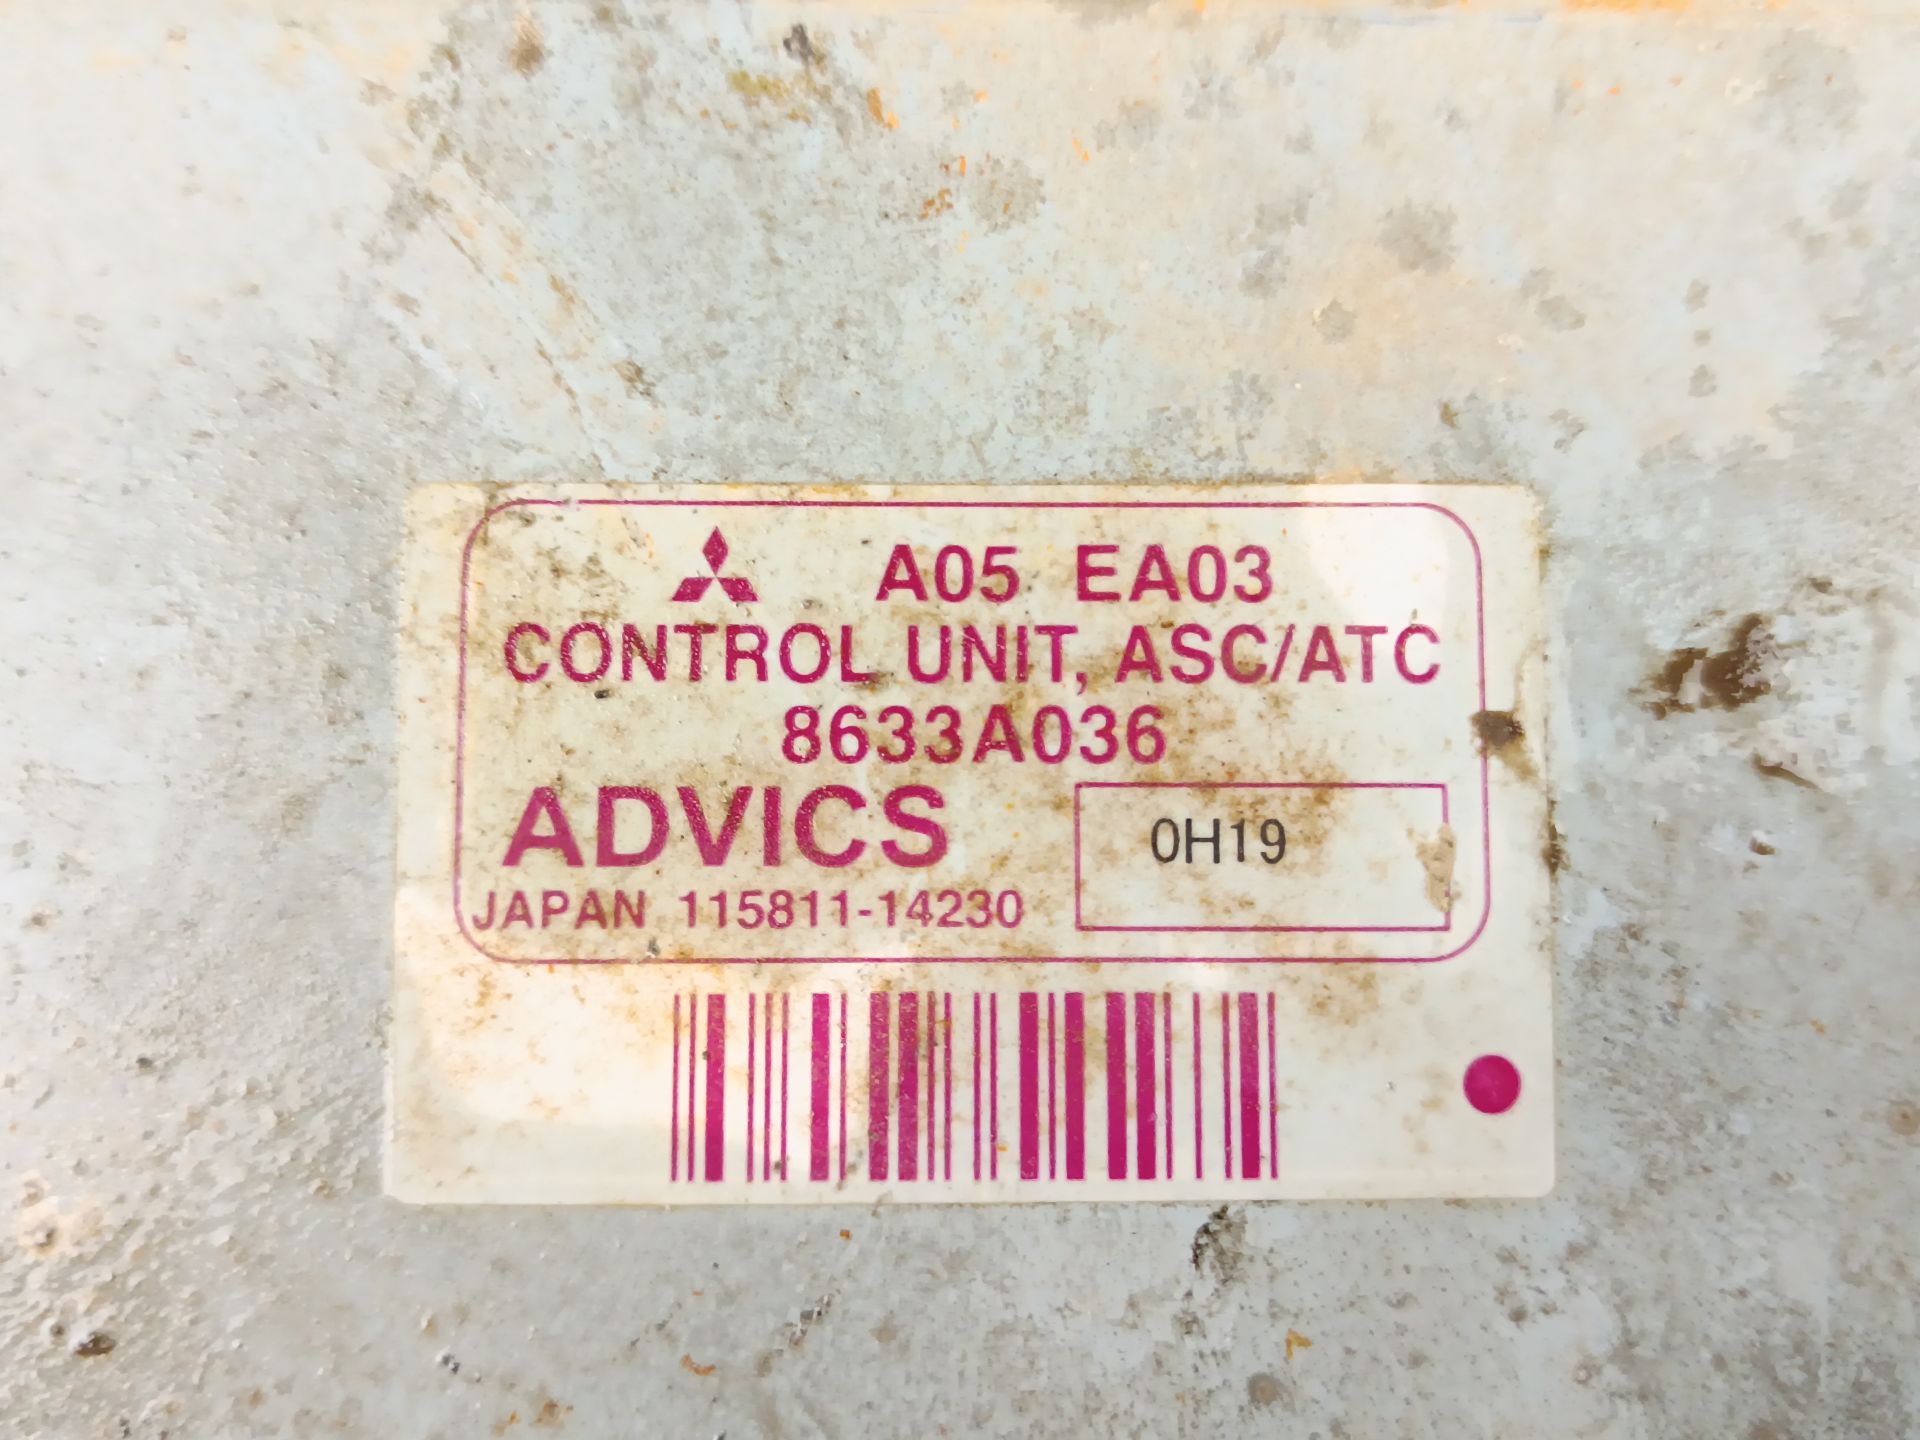 A05 EA03
CONTROL UNIT, ASC/ATC
8633A036
ADVICS
0H19
JAPAN 115811-14230